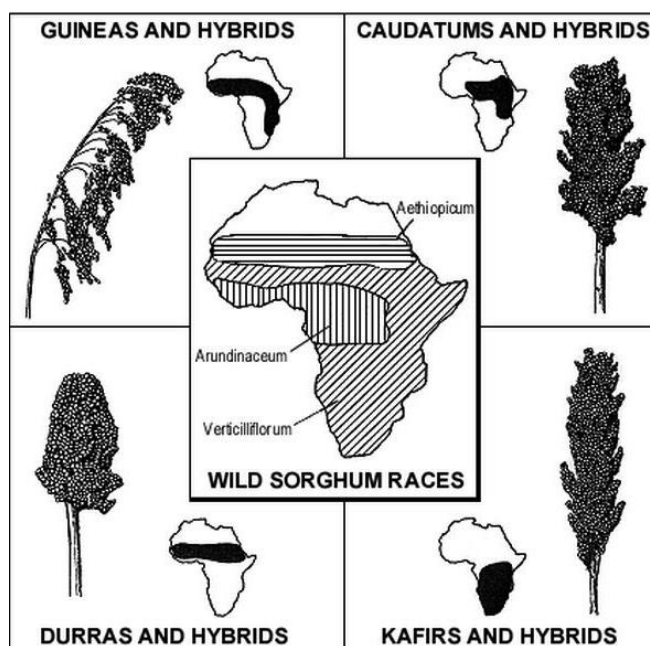 GUINEAS AND HYBRIDS
CAUDATUMS AND HYBRIDS
Aethiopicum
Arundinaceum
Verticilliflorum
WILD SORGHUM RACES
DURRAS AND HYBRIDS
KAFIRS AND HYBRIDS